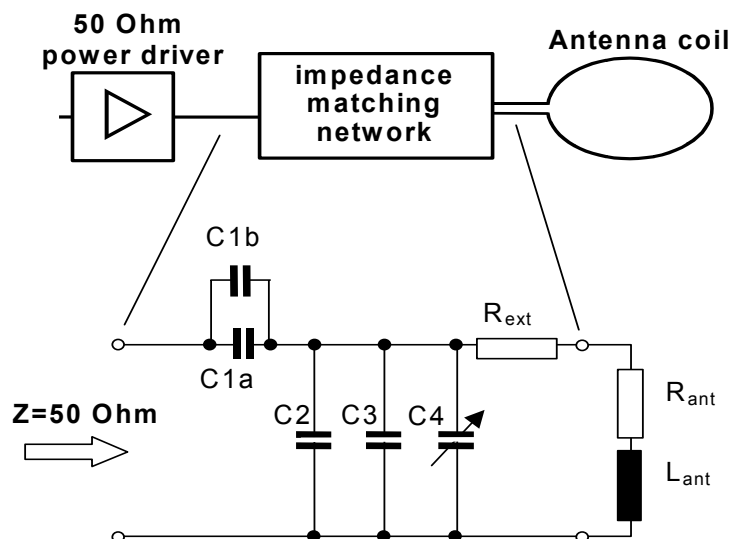 50 Ohm
power driver
impedance
matching
network
Antenna coil
C1b
C1a
Rext
Z=50 Ohm
C2
C3
C4
Rant
Lant